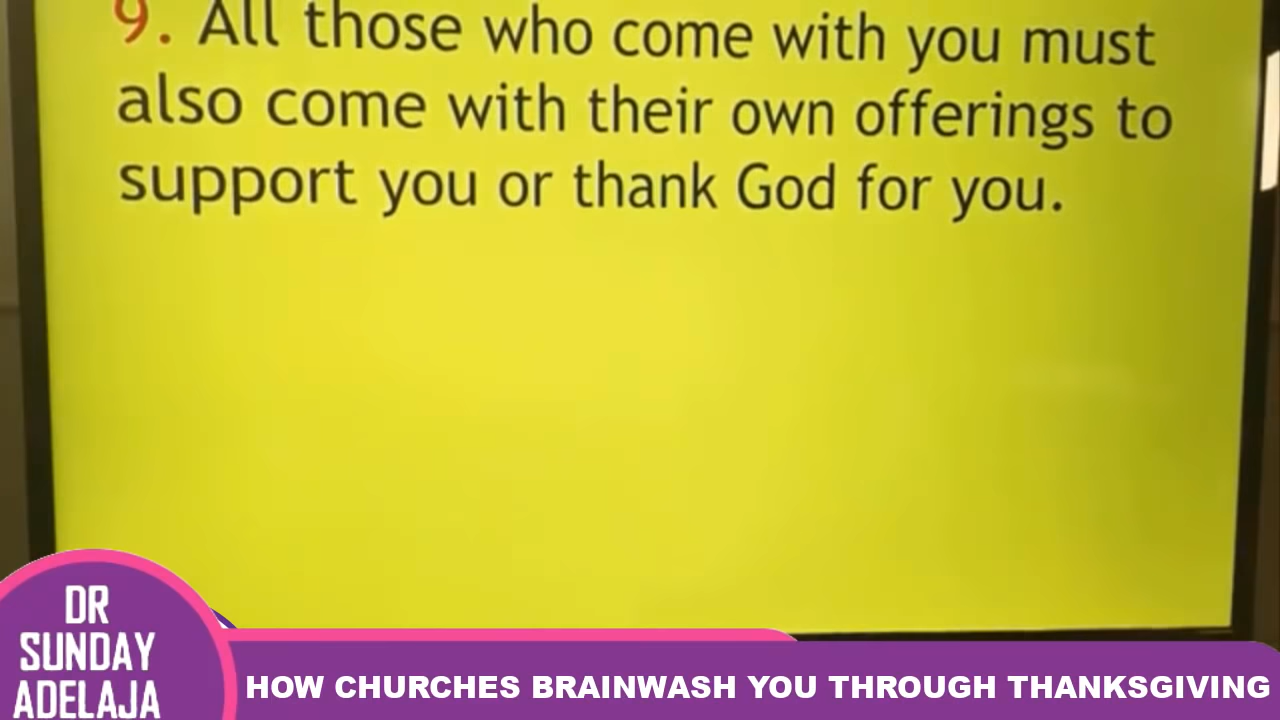 9. All those who come with you must
also come with their own offerings to
support you or thank God for you.
DR
SUNDAY
ADELAJA
HOW CHURCHES BRAINWASH YOU THROUGH THANKSGIVING